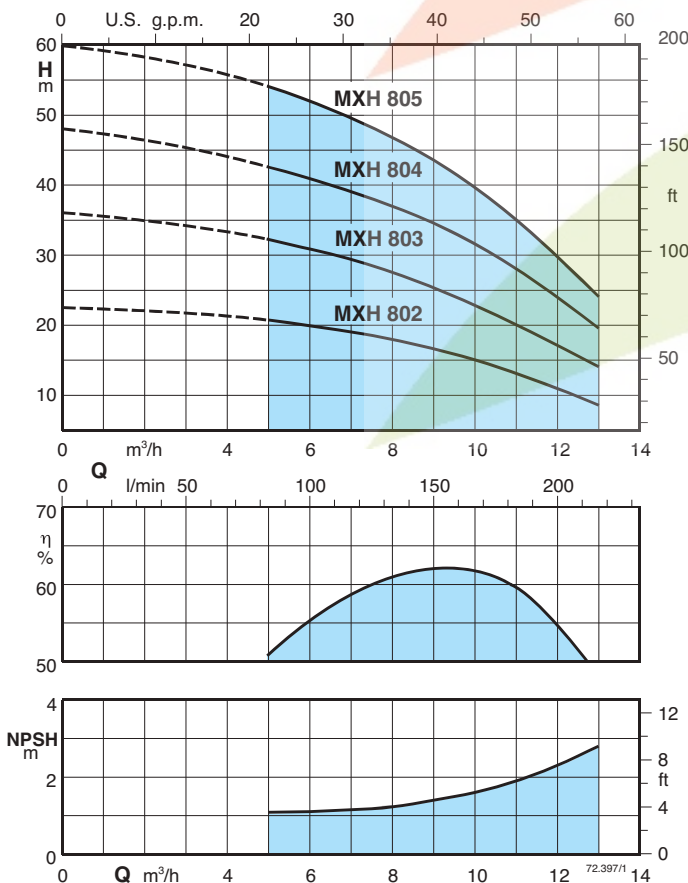 0 U.S. g.p.m. 20 30 40 50 60
60 200
H
m
MXH 805
50
150
MXH 804
40
ft
MXH 803
30 100
MXH 802
20
50
10
0 m³/h 4 6 8 10 12 14
Q
0 l/min 50 100 150 200
70
η
%
60
50
4
12
NPSH
m
8
ft
2
4
0 0
72.397/1
0 Q m³/h 4 6 8 10 12 14